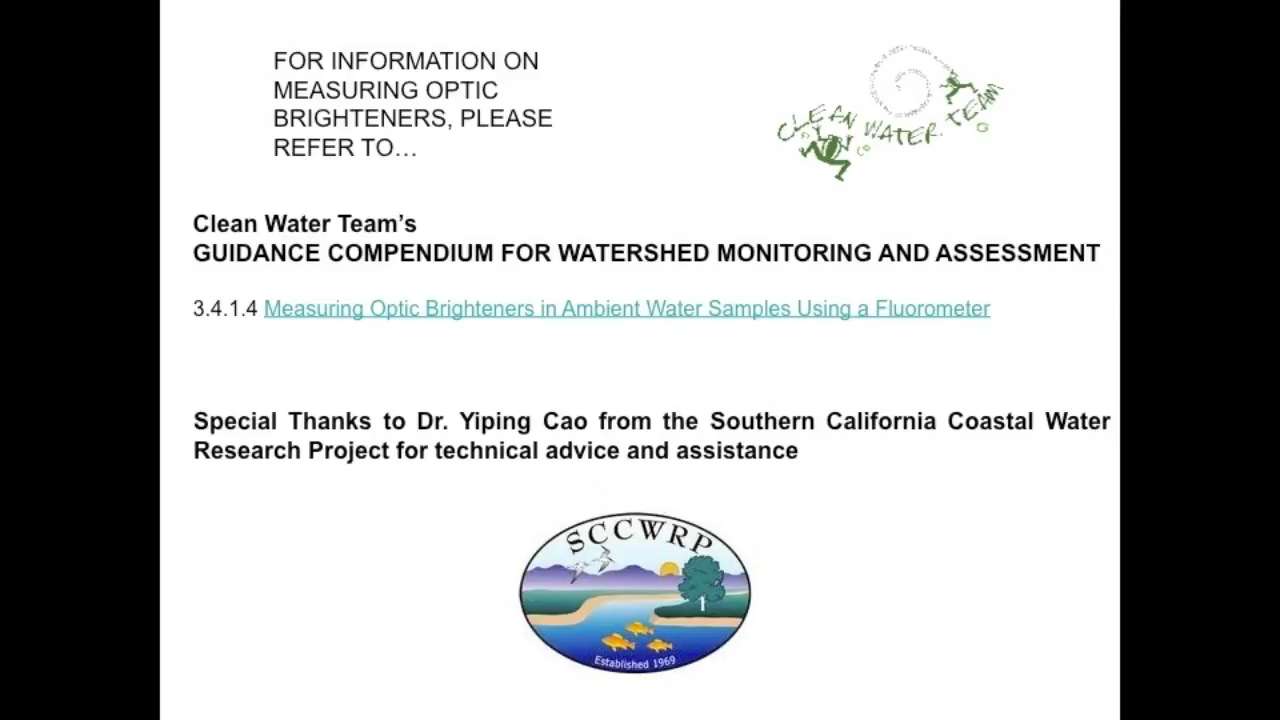 FOR INFORMATION ON
MEASURING OPTIC
BRIGHTENERS, PLEASE
REFER TO…
CLEAN WATER TEAM
Clean Water Team’s
GUIDANCE COMPENDIUM FOR WATERSHED MONITORING AND ASSESSMENT
3.4.1.4 Measuring Optic Brighteners in Ambient Water Samples Using a Fluorometer
Special Thanks to Dr. Yiping Cao from the Southern California Coastal Water
Research Project for technical advice and assistance
SCCWRP
Established 1969